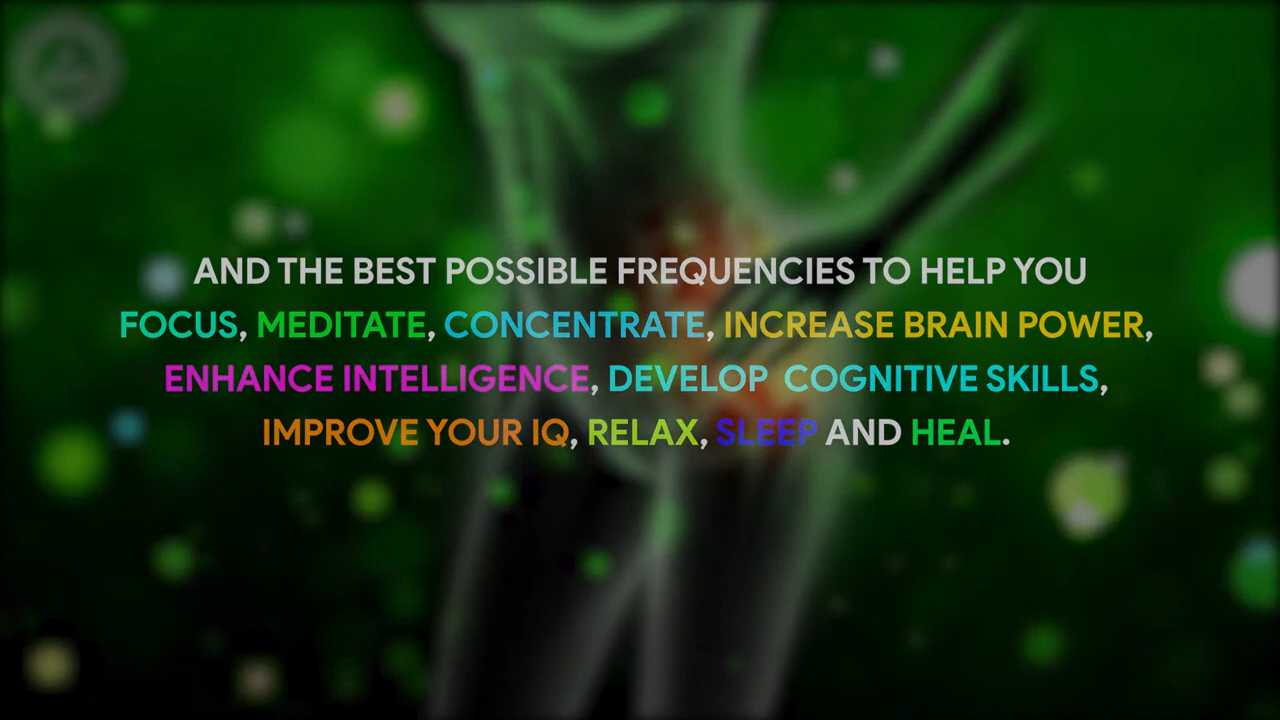 AND THE BEST POSSIBLE FREQUENCIES TO HELP YOU
FOCUS, MEDITATE, CONCENTRATE, INCREASE BRAIN POWER,
ENHANCE INTELLIGENCE, DEVELOP COGNITIVE SKILLS,
IMPROVE YOUR IQ, RELAX, SLEEP AND HEAL.